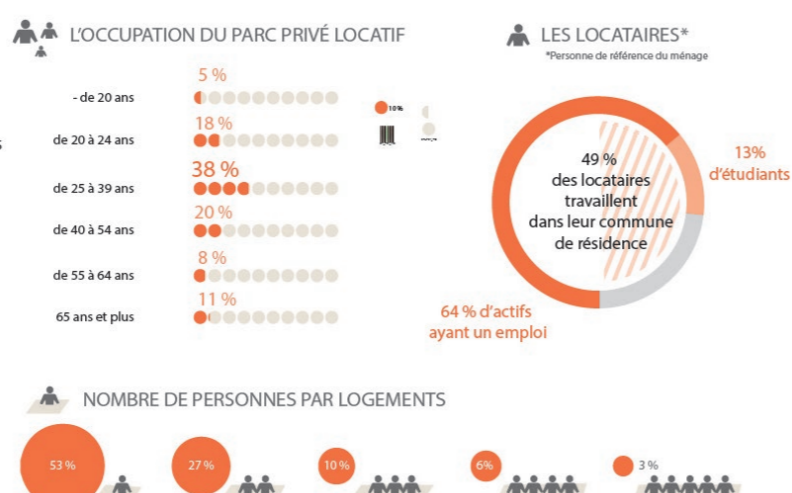 L'OCCUPATION DU PARC PRIVÉ LOCATIF
- de 20 ans
5 %
de 20 à 24 ans
18 %
de 25 à 39 ans
38 %
de 40 à 54 ans
20 %
de 55 à 64 ans
8 %
65 ans et plus
11 %
10%
LES LOCATAIRES*
*Personne de référence du ménage
49 %
des locataires
travaillent
dans leur commune
de résidence
13%
d'étudiants
64 % d'actifs
ayant un emploi
NOMBRE DE PERSONNES PAR LOGEMENTS
53 %
27 %
10 %
6%
3 %